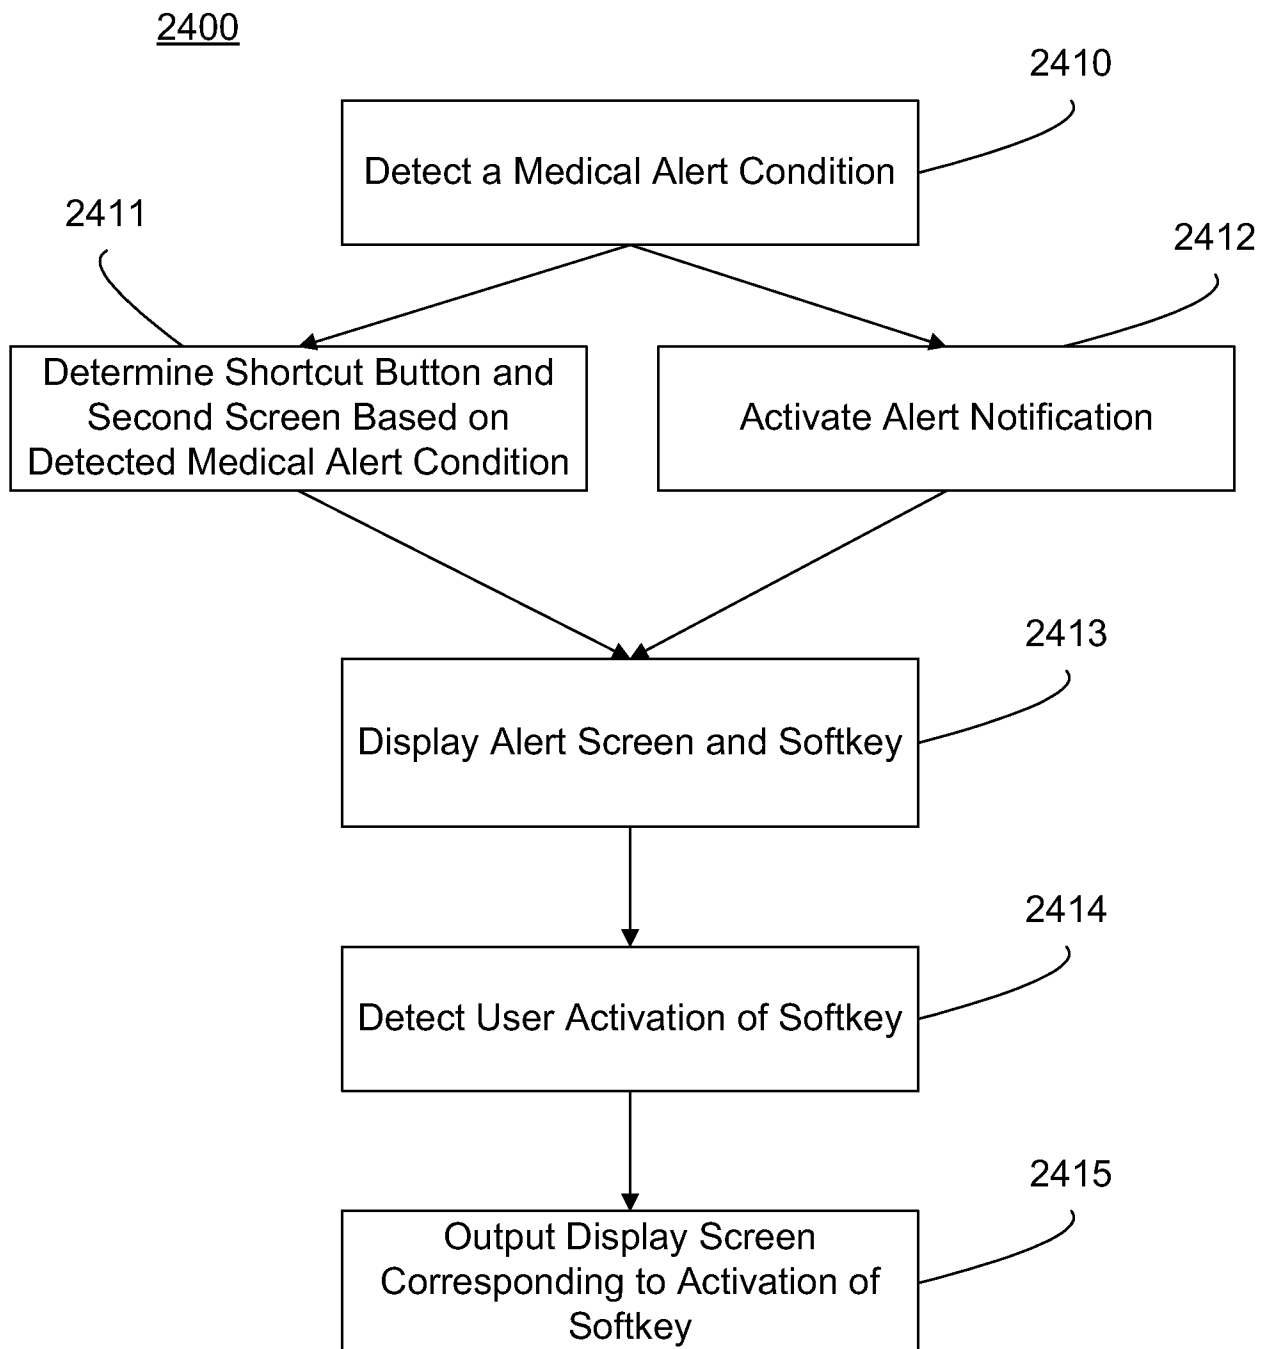 2400
2410
Detect a Medical Alert Condition
2411
2412
Determine Shortcut Button and
Second Screen Based on
Detected Medical Alert Condition
Activate Alert Notification
2413
Display Alert Screen and Softkey
2414
Detect User Activation of Softkey
2415
Output Display Screen
Corresponding to Activation of
Softkey